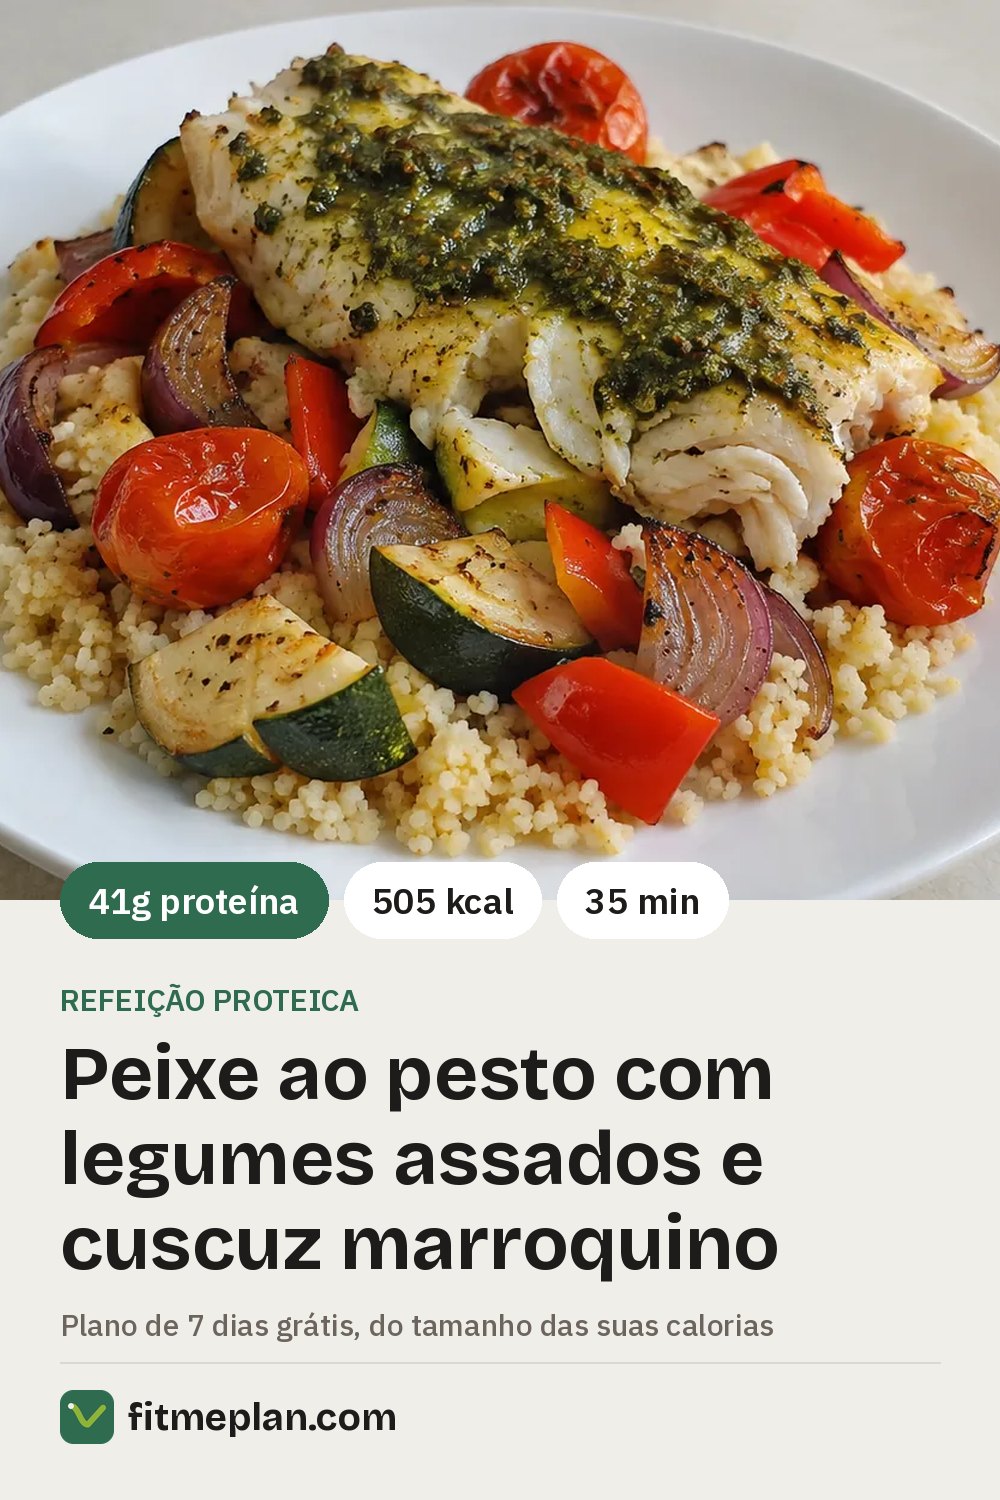 41g proteína
505 kcal
35 min
REFEIÇÃO PROTEICA
Peixe ao pesto com
legumes assados e
cuscuz marroquino
Plano de 7 dias grátis, do tamanho das suas calorias
fitmeplan.com